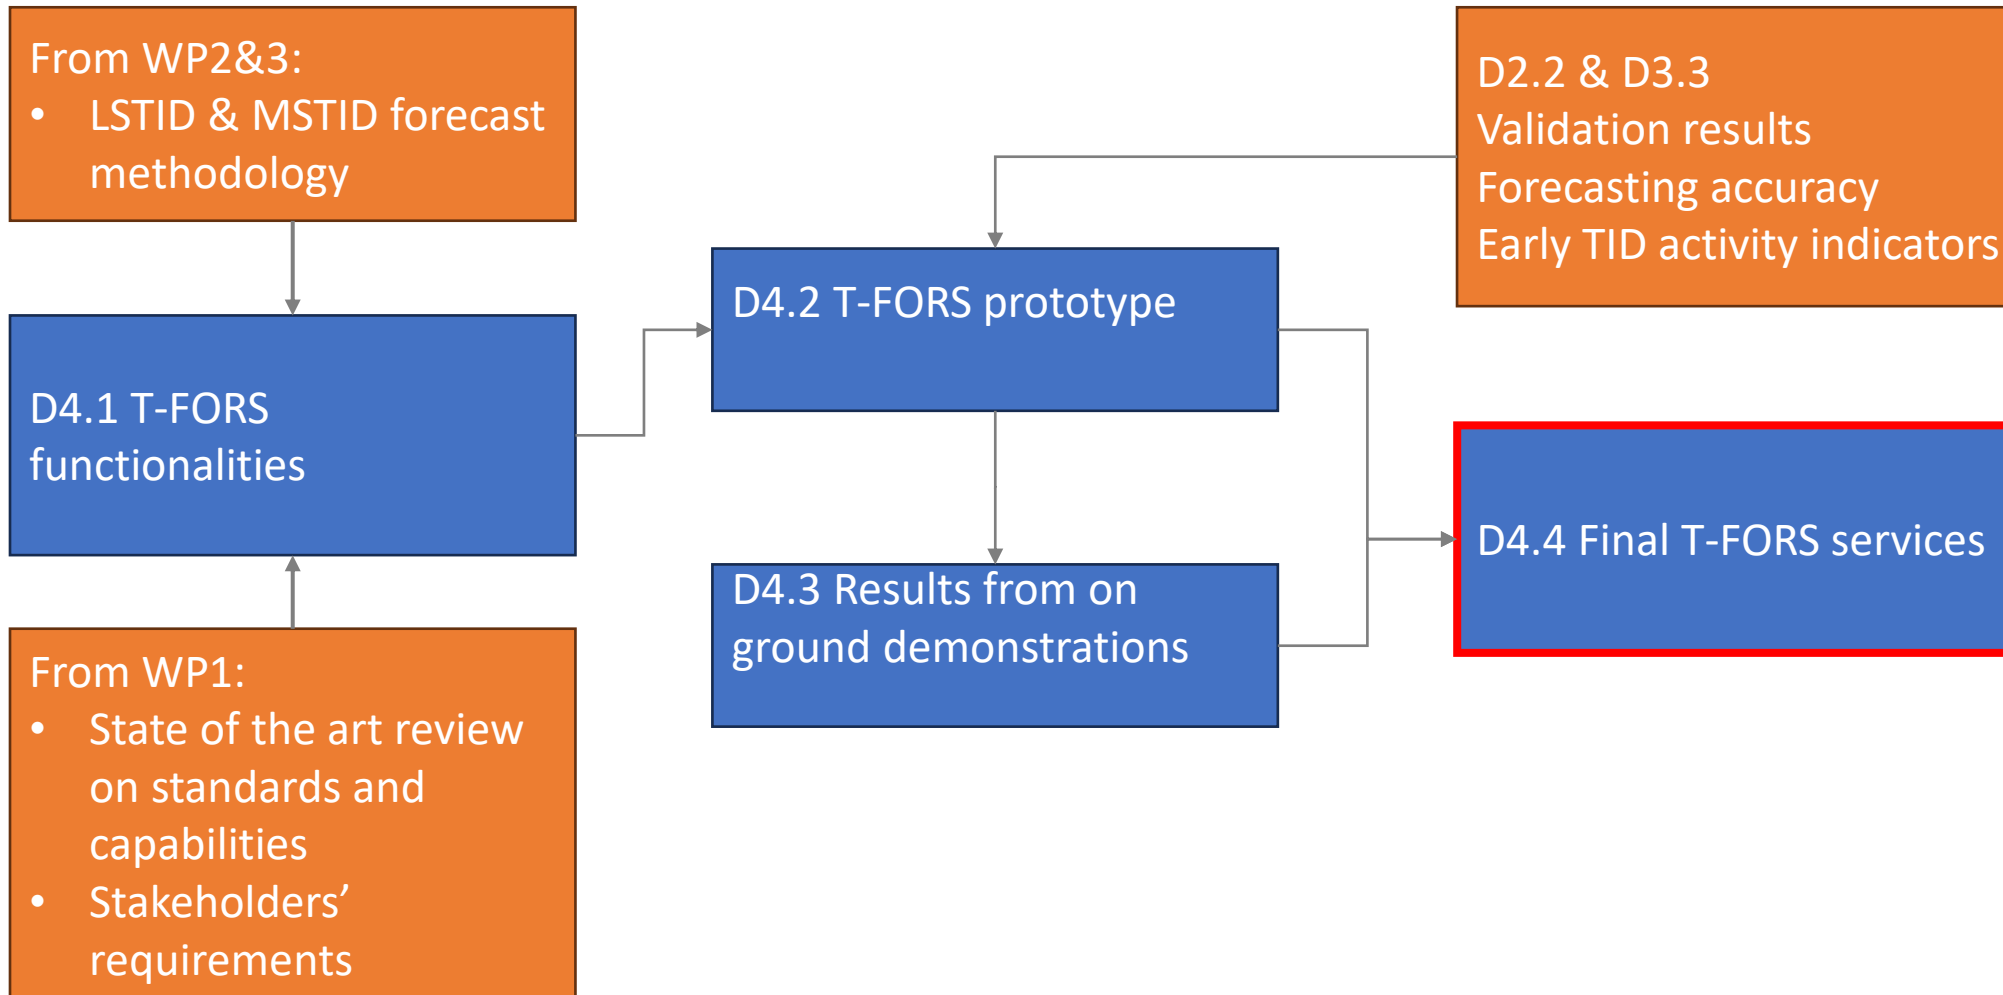 From WP2&3:
• LSTID & MSTID forecast
methodology
D4.1 T-FORS
functionalities
From WP1:
• State of the art review
on standards and
capabilities
• Stakeholders’
requirements
D4.2 T-FORS prototype
D4.3 Results from on
ground demonstrations
D2.2 & D3.3
Validation results
Forecasting accuracy
Early TID activity indicators
D4.4 Final T-FORS services